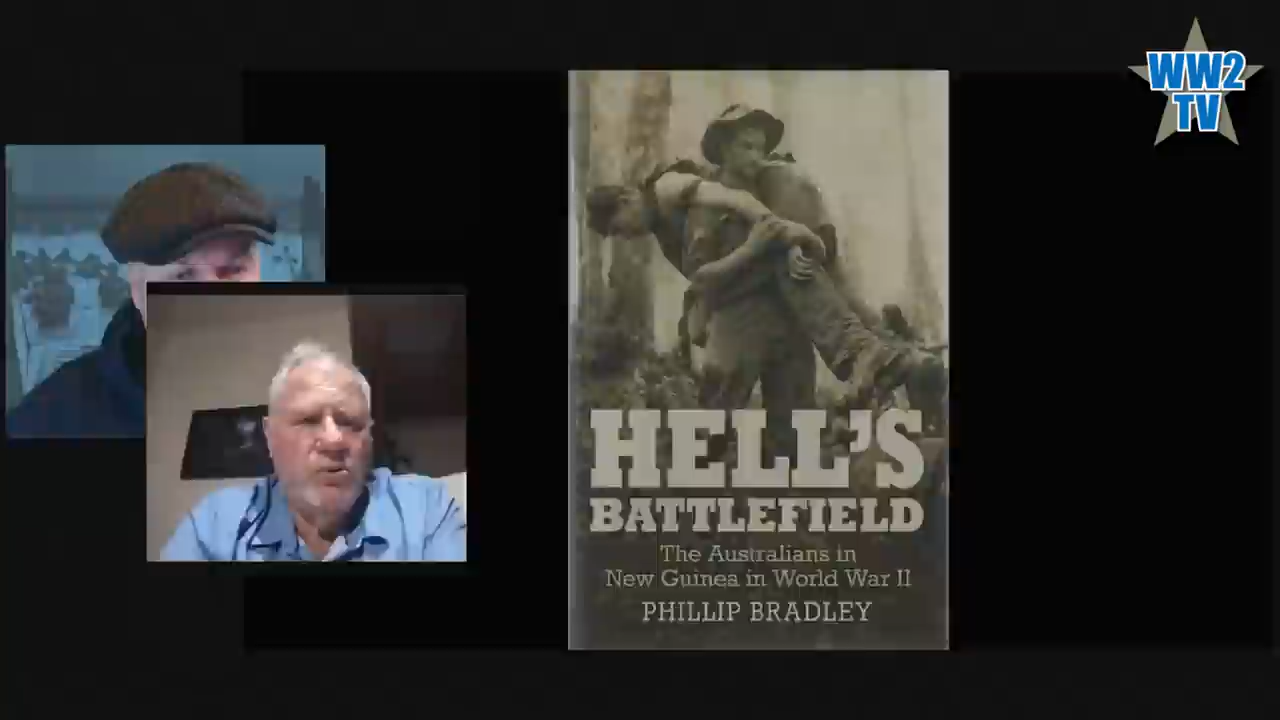 WW2
TV
HELL'S
BATTLEFIELD
The Australians in
New Guinea in World War II
PHILLIP BRADLEY